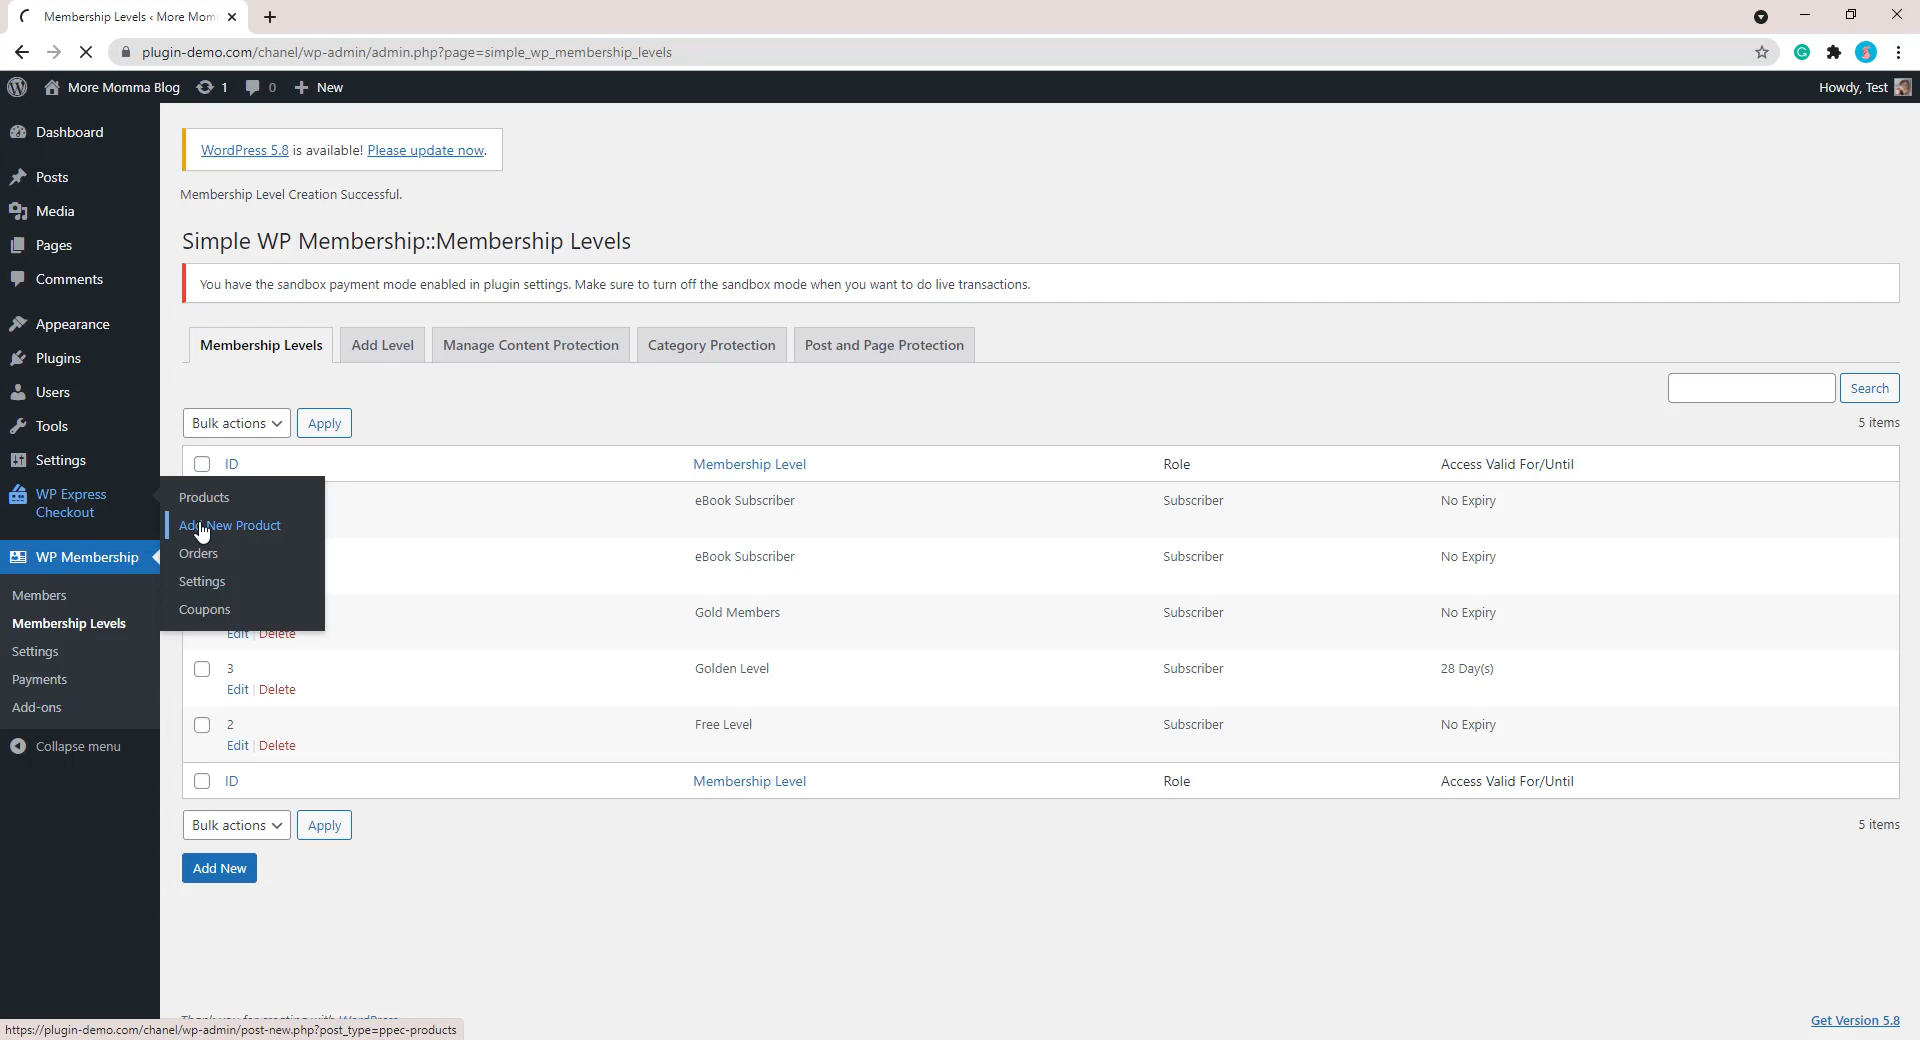 Membership Levels ‹ More Mom
plugin-demo.com/chanel/wp-admin/admin.php?page=simple_wp_membership_levels
More Momma Blog 1 0 New Howdy, Test
Dashboard
Posts
Media
Pages
Comments
Appearance
Plugins
Users
Tools
Settings
WP Express
Checkout
WP Membership
Members
Membership Levels
Settings
Payments
Add-ons
Collapse menu
Products
Add New Product
Orders
Settings
Coupons
WordPress 5.8 is available! Please update now.
Membership Level Creation Successful.
Simple WP Membership::Membership Levels
You have the sandbox payment mode enabled in plugin settings. Make sure to turn off the sandbox mode when you want to do live transactions.
Membership Levels Add Level Manage Content Protection Category Protection Post and Page Protection
Search
Bulk actions Apply 5 items
ID Membership Level Role Access Valid For/Until
eBook Subscriber Subscriber No Expiry
eBook Subscriber Subscriber No Expiry
Gold Members Subscriber No Expiry
Edit | Delete
3 Golden Level Subscriber 28 Day(s)
Edit | Delete
2 Free Level Subscriber No Expiry
Edit | Delete
ID Membership Level Role Access Valid For/Until
Bulk actions Apply 5 items
Add New
Thank you for creating with WordPress.
Get Version 5.8
https://plugin-demo.com/chanel/wp-admin/post-new.php?post_type=ppec-products